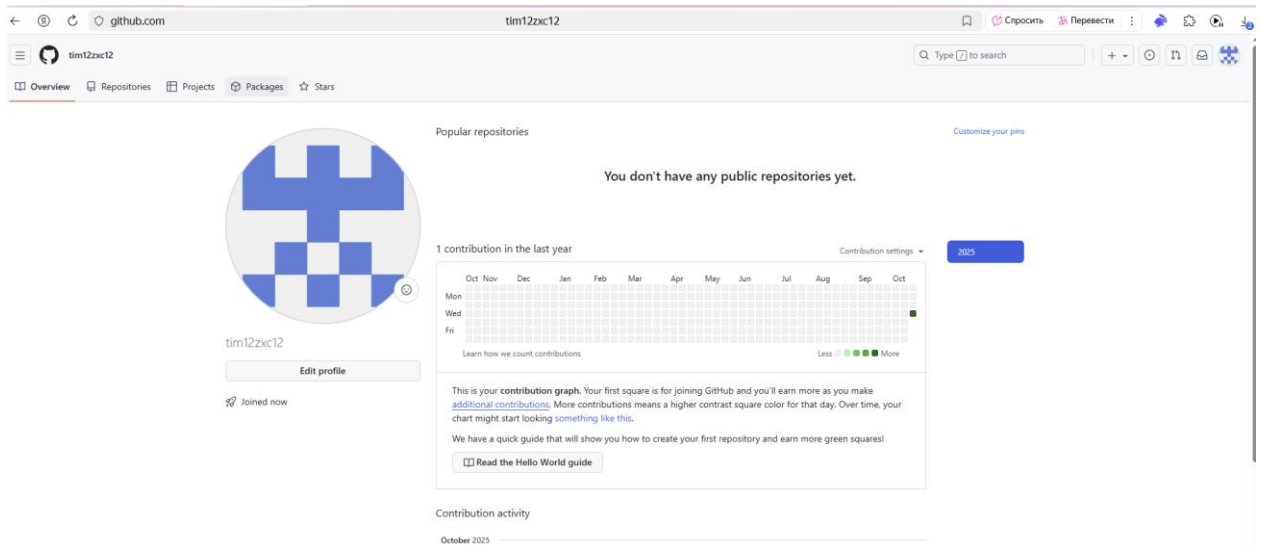 github.com
tim12zxc12
Спросить
Перевести
tim12zxc12
Type / to search
Overview
Repositories
Projects
Packages
Stars
Popular repositories
Customize your pins
You don't have any public repositories yet.
1 contribution in the last year
Contribution settings
2025
Oct Nov Dec Jan Feb Mar Apr May Jun Jul Aug Sep Oct
Mon
Wed
Fri
Learn how we count contributions
Less
More
tim12zxc12
Edit profile
Joined now
This is your contribution graph. Your first square is for joining GitHub and you'll earn more as you make
additional contributions. More contributions means a higher contrast square color for that day. Over time, your
chart might start looking something like this.
We have a quick guide that will show you how to create your first repository and earn more green squares!
Read the Hello World guide
Contribution activity
October 2025